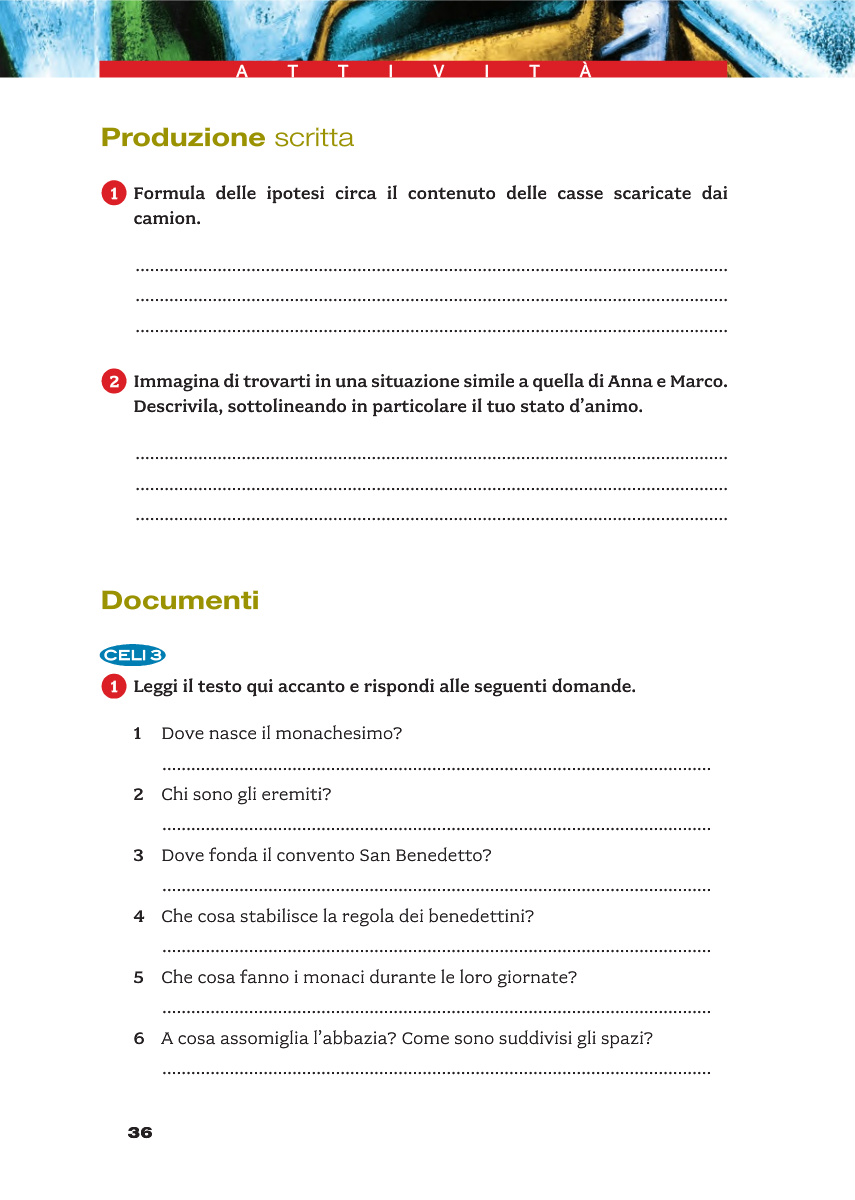 ATTIVITÀ
Produzione scritta
1 Formula delle ipotesi circa il contenuto delle casse scaricate dai
camion.
................................................................................................................................
................................................................................................................................
................................................................................................................................
2 Immagina di trovarti in una situazione simile a quella di Anna e Marco.
Descrivila, sottolineando in particolare il tuo stato d’animo.
................................................................................................................................
................................................................................................................................
................................................................................................................................
Documenti
CELI 3
1 Leggi il testo qui accanto e rispondi alle seguenti domande.
1 Dove nasce il monachesimo?
......................................................................................................................
2 Chi sono gli eremiti?
......................................................................................................................
3 Dove fonda il convento San Benedetto?
......................................................................................................................
4 Che cosa stabilisce la regola dei benedettini?
......................................................................................................................
5 Che cosa fanno i monaci durante le loro giornate?
......................................................................................................................
6 A cosa assomiglia l’abbazia? Come sono suddivisi gli spazi?
......................................................................................................................
36